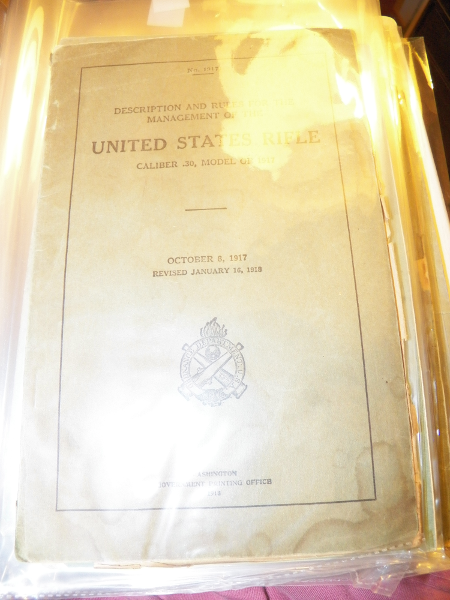 DESCRIPTION AND RULES
MANAGEMENT OF
UNITED STATES RIFLE
CALIBER .30, MODEL OF
OCTOBER 8, 1917
REVISED JANUARY 16, 1918
WASHINGTON
GOVERNMENT PRINTING OFFICE
1918